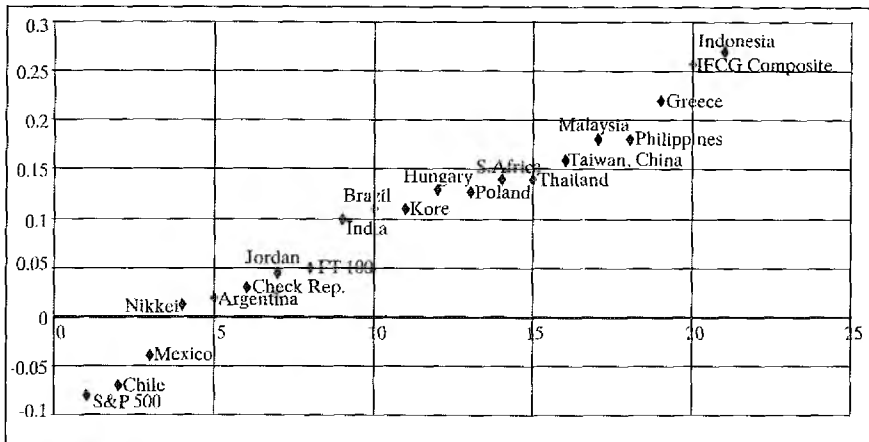 0.3
Indonesia
0.25
IFCG Composite
Greece
0.2
Malaysia
Philippines
0.15
S.Africa
Taiwan, China
Hungary
Thailand
Poland
Brazil
0.1
Kore
India
0.05
Jordan
FT 100
Check Rep.
Nikkei
Argentina
0
0 5 10 15 20 25
-0.05
Mexico
Chile
-0.1
S&P 500